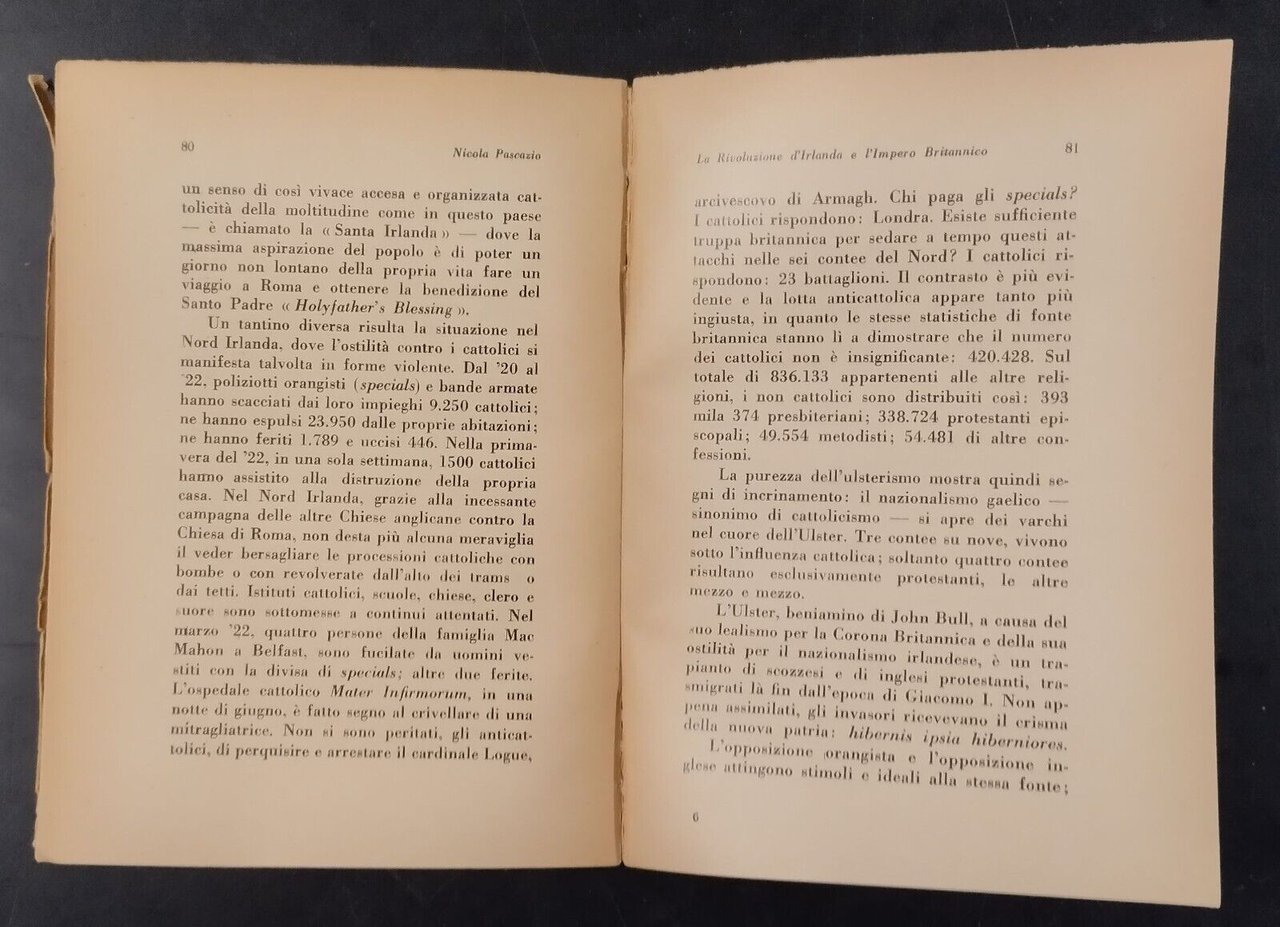 80
Nicola Pascazio
un senso di così vivace accesa e organizzata cat-
tolicità della moltitudine come in questo paese
— è chiamato la « Santa Irlanda » — dove la
massima aspirazione del popolo è di poter un
giorno non lontano della propria vita fare un
viaggio a Roma e ottenere la benedizione del
Santo Padre « Holyfather's Blessing ».
Un tantino diversa risulta la situazione nel
Nord Irlanda, dove l'ostilità contro i cattolici si
manifesta talvolta in forme violente. Dal '20 al
'22, poliziotti orangisti (specials) e bande armate
hanno scacciati dai loro impieghi 9.250 cattolici;
ne hanno espulsi 23.950 dalle proprie abitazioni;
ne hanno feriti 1.789 e uccisi 446. Nella prima-
vera del '22, in una sola settimana, 1500 cattolici
hanno assistito alla distruzione della propria
casa. Nel Nord Irlanda, grazie alla incessante
campagna delle altre Chiese anglicane contro la
Chiesa di Roma, non desta più alcuna meraviglia
il veder bersagliare le processioni cattoliche con
bombe o con revolverate dall'alto dei trams o
dai tetti. Istituti cattolici, scuole, chiese, clero e
suore sono sottomesse a continui attentati. Nel
marzo '22, quattro persone della famiglia Mac
Mahon a Belfast, sono fucilate da uomini ve-
stiti con la divisa di specials; altre due ferite.
L'ospedale cattolico Mater Infirmorum, in una
notte di giugno, è fatto segno al crivellare di una
mitragliatrice. Non si sono peritati, gli anticat-
tolici, di perquisire e arrestare il cardinale Logue,
La Rivoluzione d'Irlanda e l'Impero Britannico
81
arcivescovo di Armagh. Chi paga gli specials?
I cattolici rispondono: Londra. Esiste sufficiente
truppa britannica per sedare a tempo questi at-
tacchi nelle sei contee del Nord? I cattolici ri-
spondono: 23 battaglioni. Il contrasto è più evi-
dente e la lotta anticattolica appare tanto più
ingiusta, in quanto le stesse statistiche di fonte
britannica stanno lì a dimostrare che il numero
dei cattolici non è insignificante: 420.428. Sul
totale di 836.133 appartenenti alle altre reli-
gioni, i non cattolici sono distribuiti così: 393
mila 374 presbiteriani; 338.724 protestanti epi-
scopali; 49.554 metodisti; 54.481 di altre con-
fessioni.
La purezza dell'ulsterismo mostra quindi se-
gni di incrinamento: il nazionalismo gaelico —
sinonimo di cattolicismo — si apre dei varchi
nel cuore dell'Ulster. Tre contee su nove, vivono
sotto l'influenza cattolica; soltanto quattro contee
risultano esclusivamente protestanti, le altre
mezzo e mezzo.
L'Ulster, beniamino di John Bull, a causa del
suo lealismo per la Corona Britannica e della sua
ostilità per il nazionalismo irlandese, è un tra-
pianto di scozzesi e di inglesi protestanti, tra-
smigrati là fin dall'epoca di Giacomo I. Non ap-
pena assimilati, gli invasori ricevevano il crisma
della nuova patria: hibernis ipsia hiberniores.
L'opposizione orangista e l'opposizione in-
glese attingono stimoli e ideali alla stessa fonte;
6